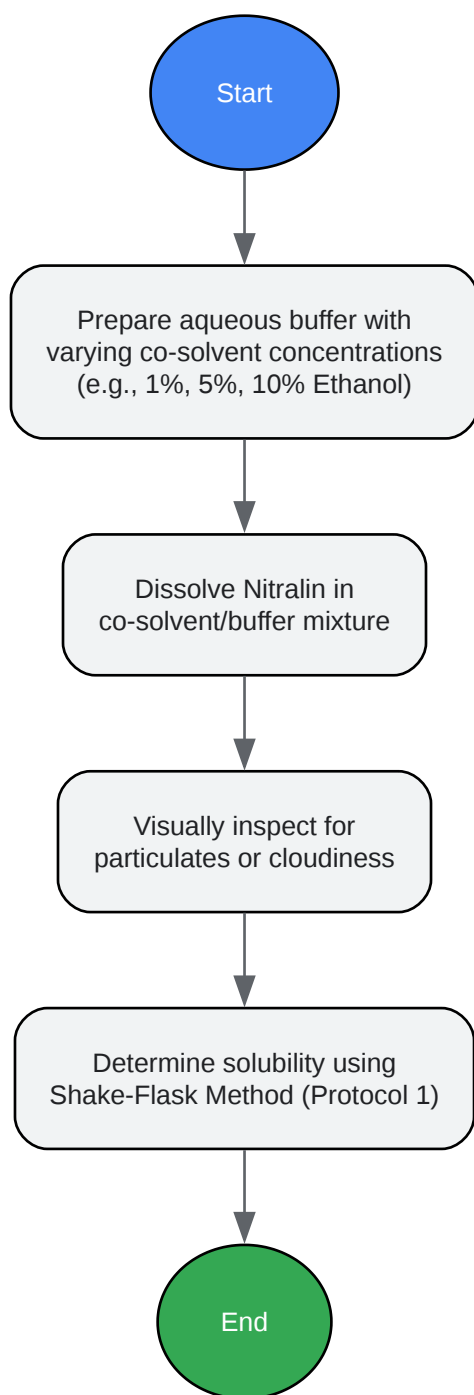 Start
Prepare aqueous buffer with
varying co-solvent concentrations
(e.g., 1%, 5%, 10% Ethanol)
Dissolve Nitralin in
co-solvent/buffer mixture
Visually inspect for
particulates or cloudiness
Determine solubility using
Shake-Flask Method (Protocol 1)
End